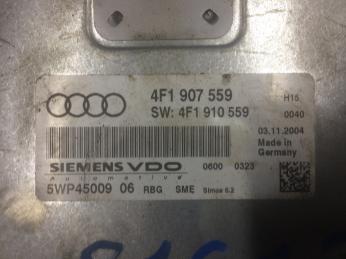 4F1 907 559 H15
SW: 4F1 910 559 0040
03.11.2004
Made in
Germany
SIEMENS VDO 0600 0323
Automotive
5WP45009 06 RBG SME Simos 6.2